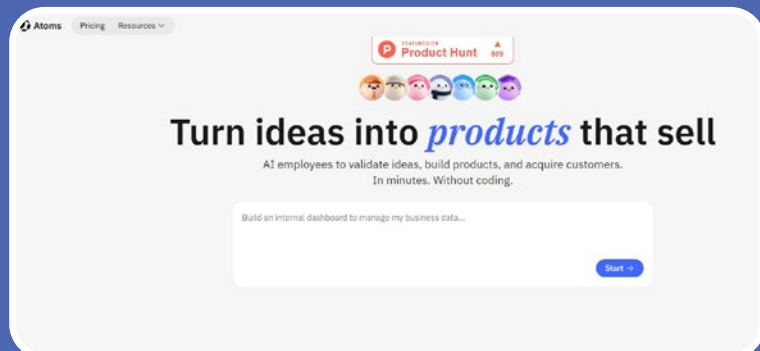 Atoms Pricing Resources
FEATURED ON
Product Hunt 509
Turn ideas into products that sell
AI employees to validate ideas, build products, and acquire customers.
In minutes. Without coding.
Build an internal dashboard to manage my business data...
Start →